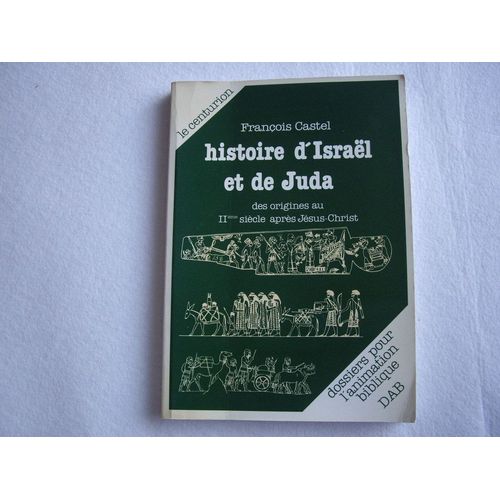 le centurion
François Castel
histoire d'Israël
et de Juda
des origines au
IIème siècle après Jésus-Christ
dossiers pour
l'animation
biblique
DAB